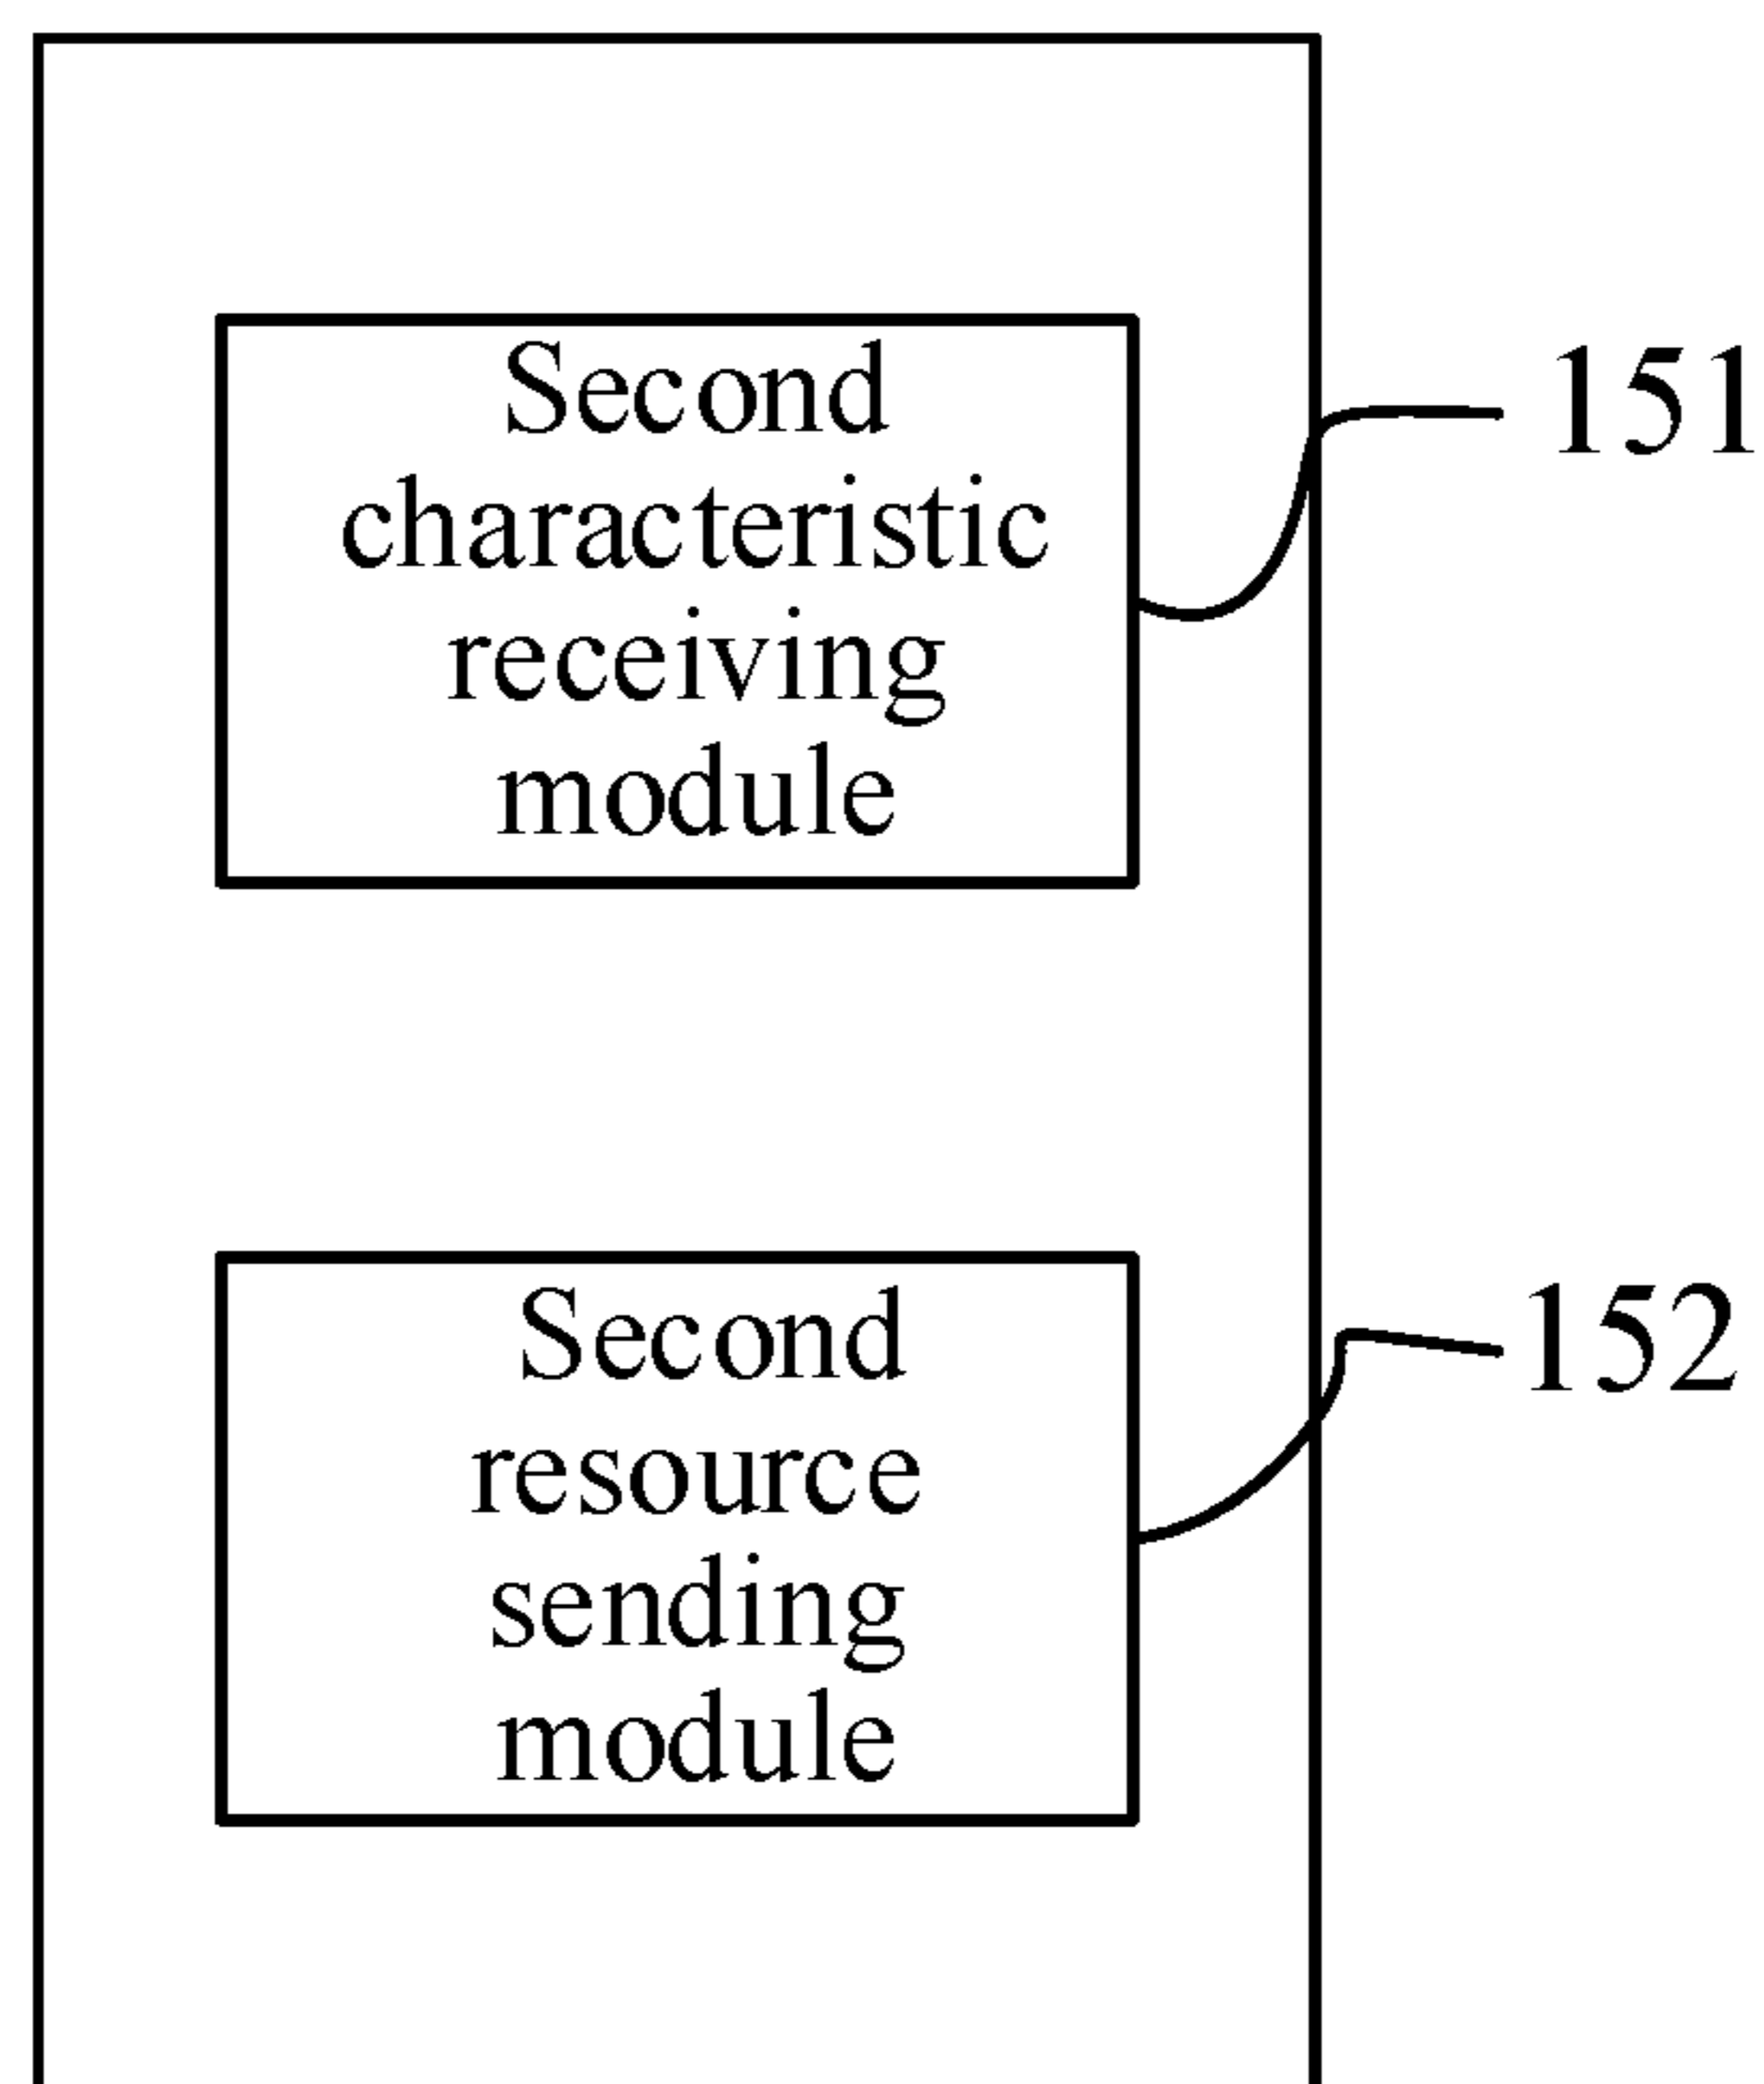 Second
characteristic
receiving
module
151
Second
resource
sending
module
152